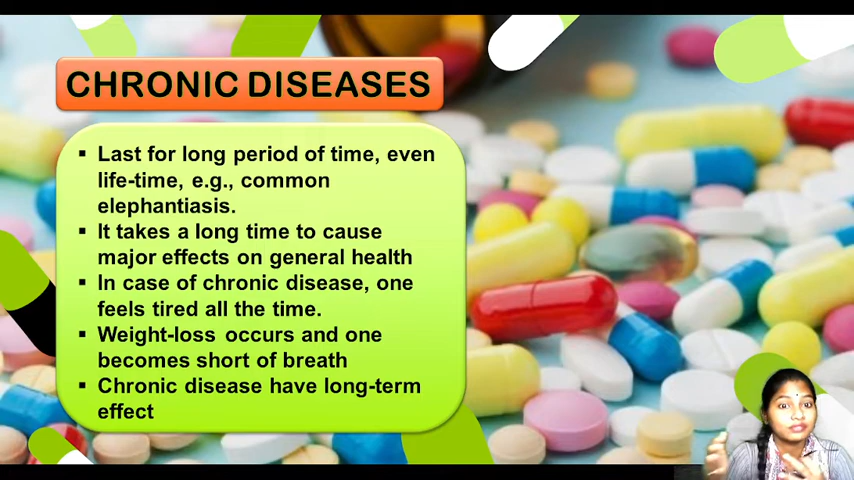 CHRONIC DISEASES
▪ Last for long period of time, even
life-time, e.g., common
elephantiasis.
▪ It takes a long time to cause
major effects on general health
▪ In case of chronic disease, one
feels tired all the time.
▪ Weight-loss occurs and one
becomes short of breath
▪ Chronic disease have long-term
effect